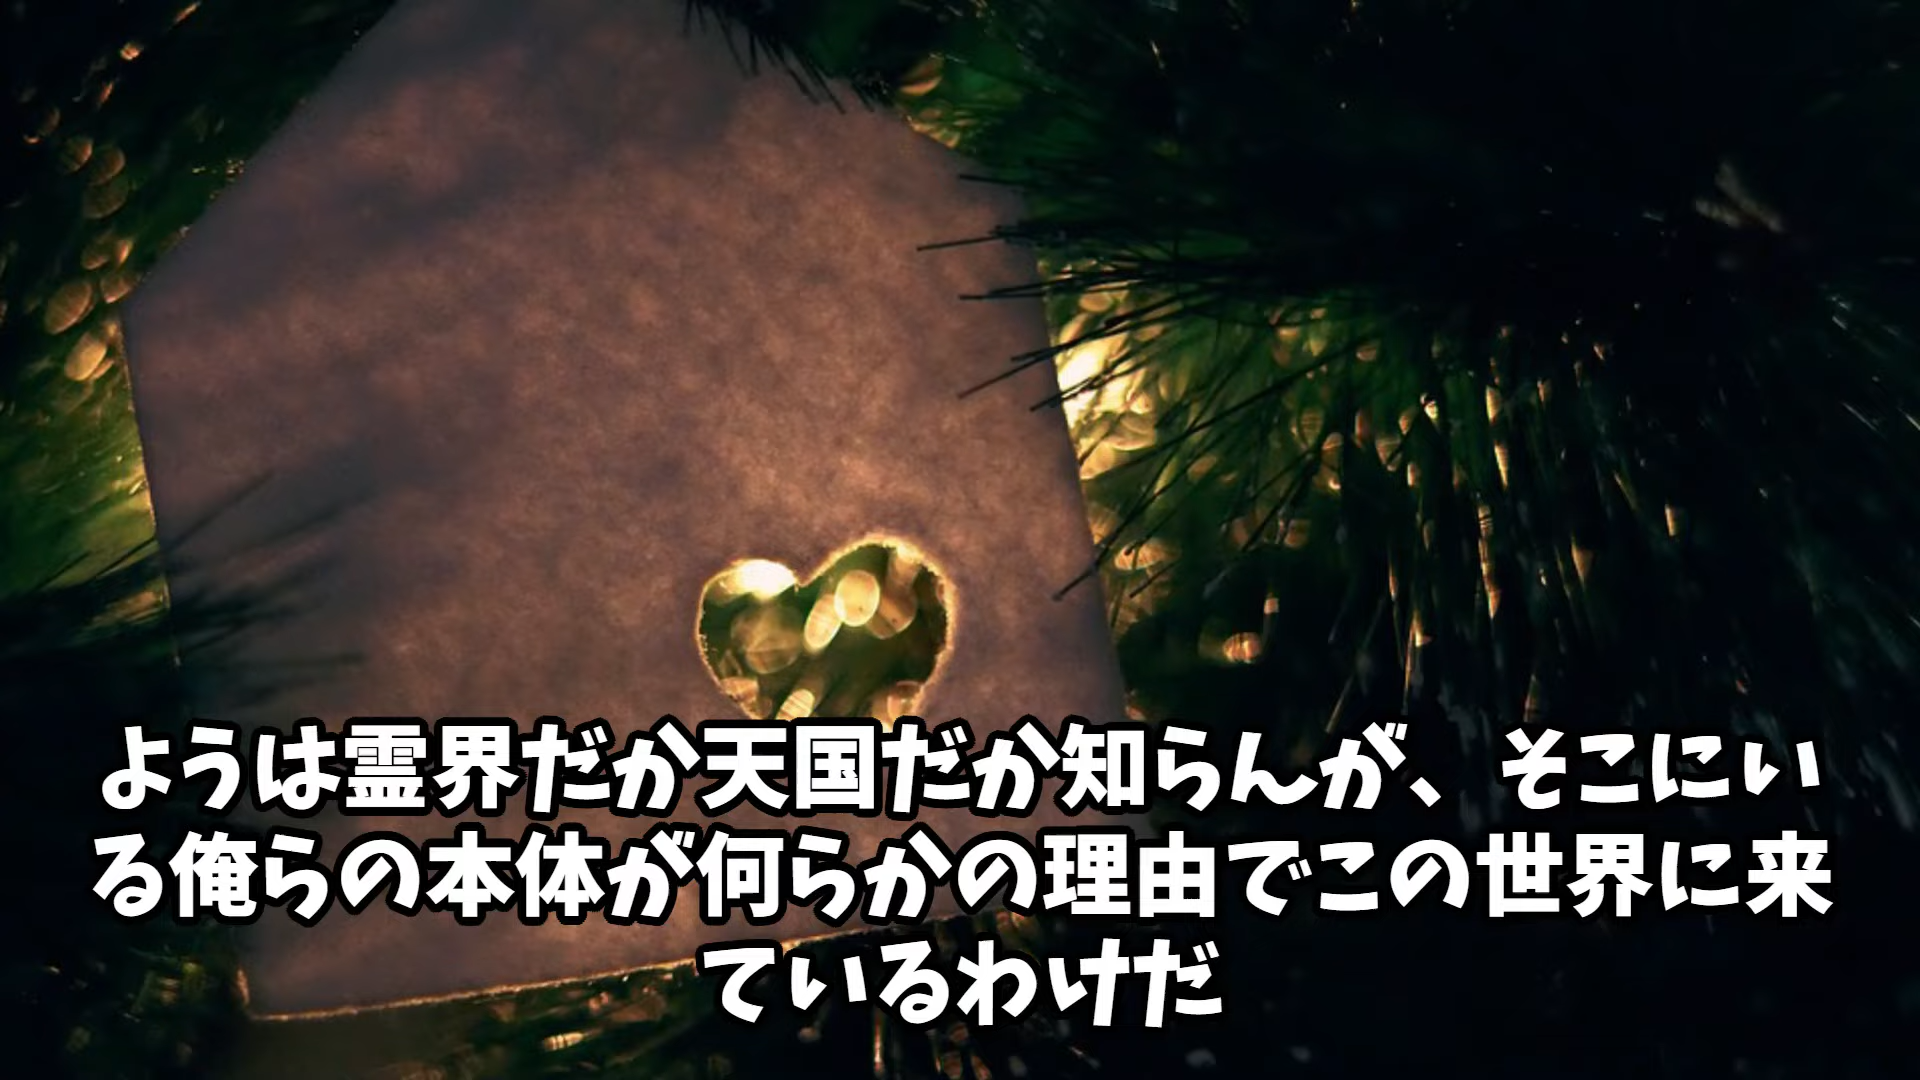 ようは霊界だか天国だか知らんが、そこにい
る俺らの本体が何らかの理由でこの世界に来
ているわけだ